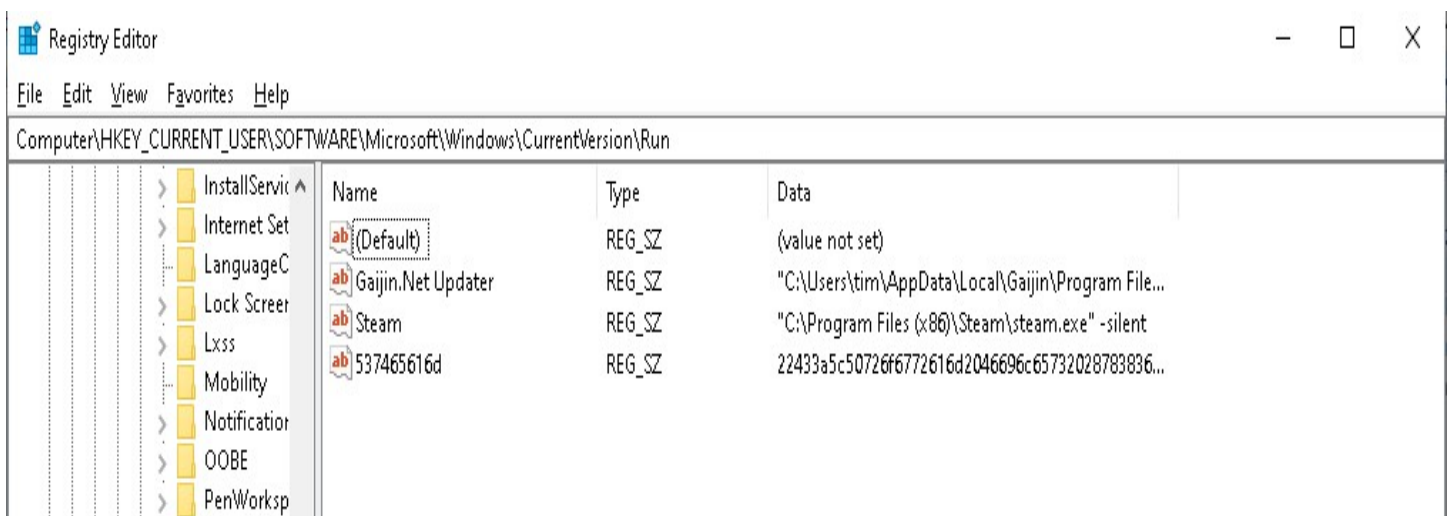 Registry Editor
File Edit View Favorites Help
Computer\HKEY_CURRENT_USER\SOFTWARE\Microsoft\Windows\CurrentVersion\Run
InstallServic
Internet Set
LanguageC
Lock Screen
Lxss
Mobility
Notification
OOBE
PenWorksp
Name Type Data
(Default) REG_SZ (value not set)
Gaijin.Net Updater REG_SZ "C:\Users\tim\AppData\Local\Gaijin\Program File...
Steam REG_SZ "C:\Program Files (x86)\Steam\steam.exe" -silent
537465616d REG_SZ 22433a5c50726f6772616d2046696c65732028783836...